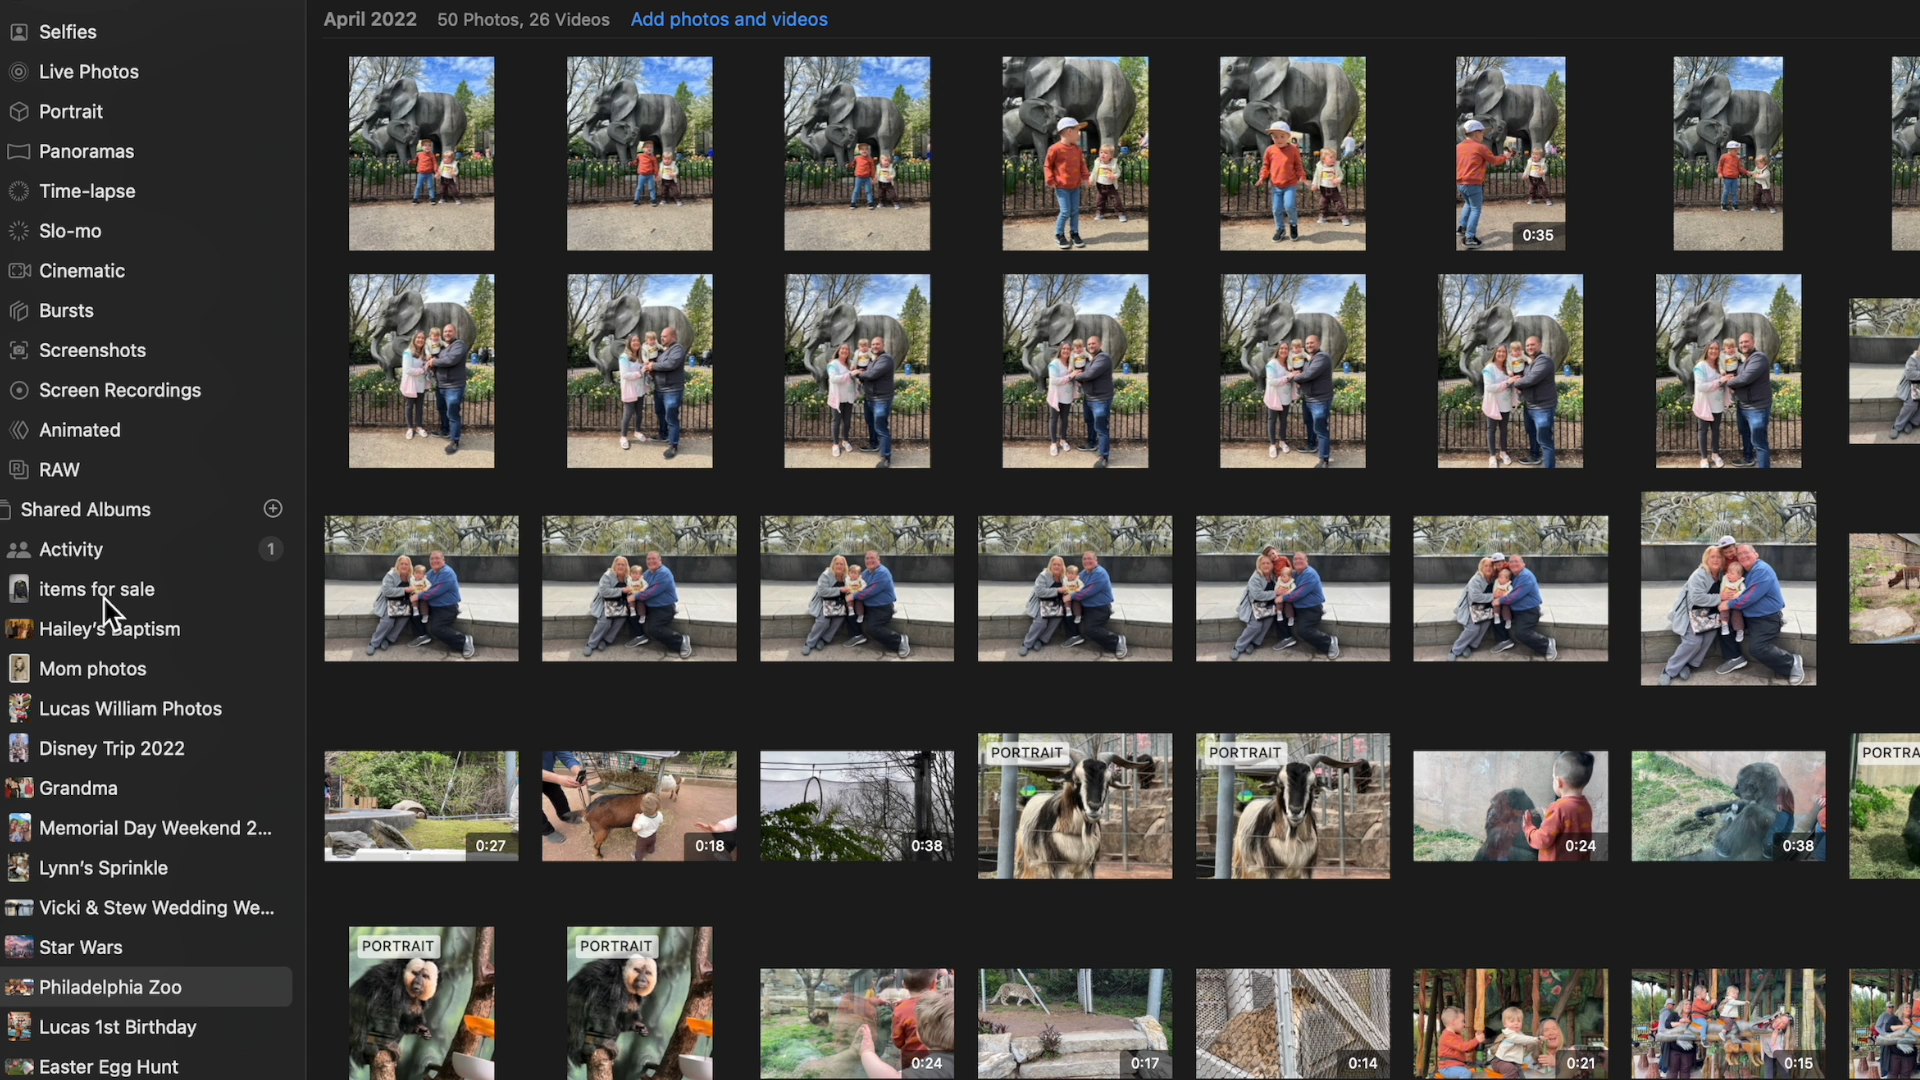 Selfies
Live Photos
Portrait
Panoramas
Time-lapse
Slo-mo
Cinematic
Bursts
Screenshots
Screen Recordings
Animated
RAW
Shared Albums
Activity 1
items for sale
Hailey's Baptism
Mom photos
Lucas William Photos
Disney Trip 2022
Grandma
Memorial Day Weekend 2...
Lynn's Sprinkle
Vicki & Stew Wedding We...
Star Wars
Philadelphia Zoo
Lucas 1st Birthday
Easter Egg Hunt
April 2022 50 Photos, 26 Videos Add photos and videos
0:35
PORTRAIT PORTRAIT PORTRA
0:27 0:18 0:38 0:24 0:38
PORTRAIT PORTRAIT
0:24 0:17 0:14 0:21 0:15